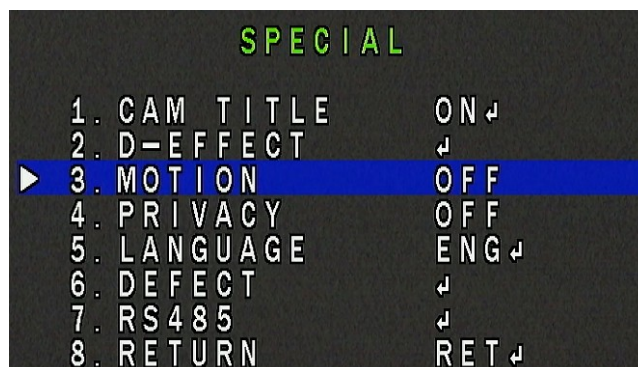 SPECIAL
1. CAM TITLE ON↲
2. D-EFFECT ↲
3. MOTION OFF
4. PRIVACY OFF
5. LANGUAGE ENG↲
6. DEFECT ↲
7. RS485 ↲
8. RETURN RET↲